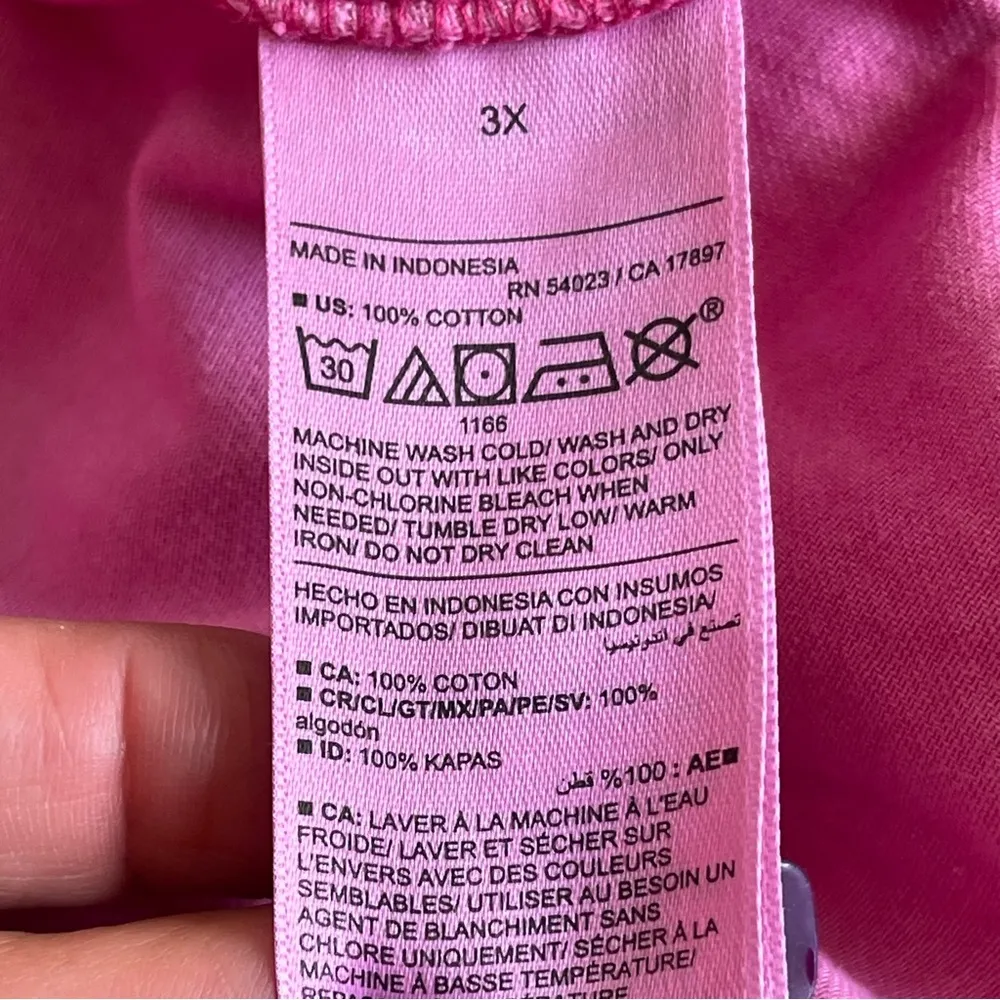 3X
MADE IN INDONESIA
RN 54023 / CA 17897
■ US: 100% COTTON
30
®
1166
MACHINE WASH COLD/ WASH AND DRY
INSIDE OUT WITH LIKE COLORS/ ONLY
NON-CHLORINE BLEACH WHEN
NEEDED/ TUMBLE DRY LOW/ WARM
IRON/ DO NOT DRY CLEAN
HECHO EN INDONESIA CON INSUMOS
IMPORTADOS/ DIBUAT DI INDONESIA/
تصنع في اندونيسيا
■ CA: 100% COTON
■ CR/CL/GT/MX/PA/PE/SV: 100%
algodón
■ ID: 100% KAPAS
■AE : 100% قطن
■ CA: LAVER À LA MACHINE À L'EAU
FROIDE/ LAVER ET SÉCHER SUR
L'ENVERS AVEC DES COULEURS
SEMBLABLES/ UTILISER AU BESOIN UN
AGENT DE BLANCHIMENT SANS
CHLORE UNIQUEMENT/ SÉCHER À LA
MACHINE À BASSE TEMPÉRATURE/